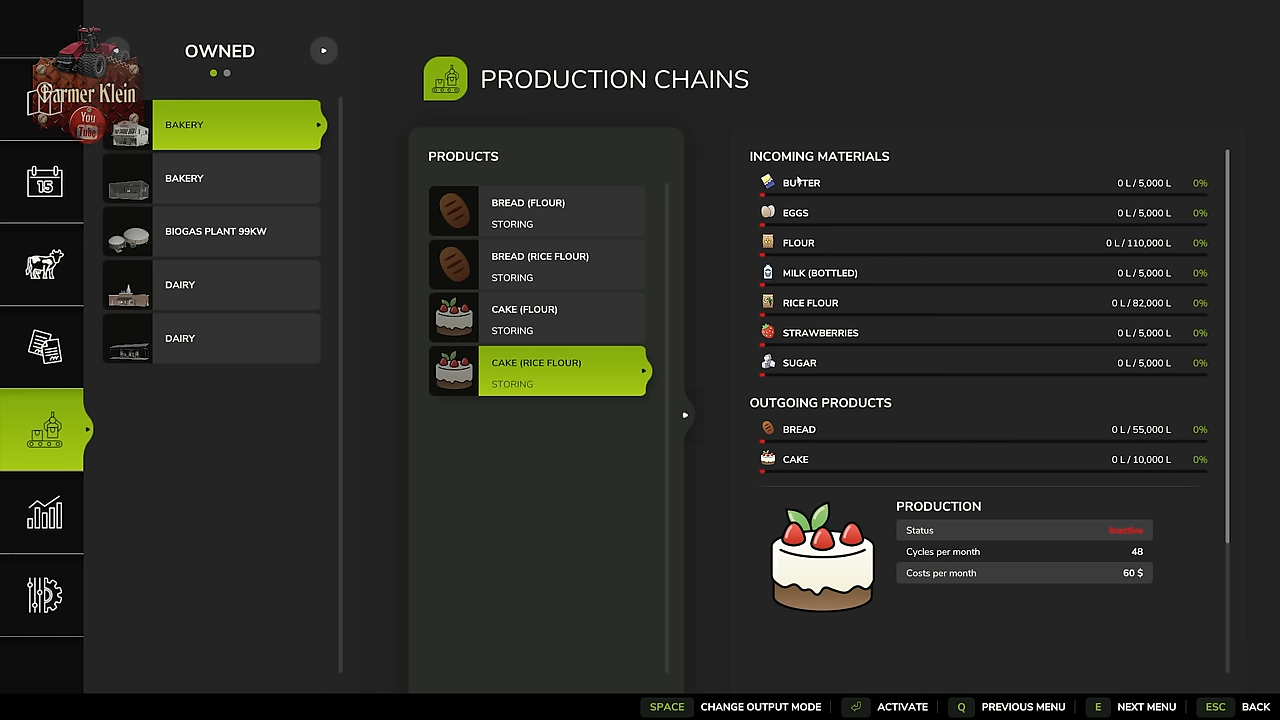 Farmer Klein
You
Tube
OWNED
15
BAKERY
BAKERY
BIOGAS PLANT 99KW
DAIRY
DAIRY
PRODUCTION CHAINS
PRODUCTS
BREAD (FLOUR)
STORING
BREAD (RICE FLOUR)
STORING
CAKE (FLOUR)
STORING
CAKE (RICE FLOUR)
STORING
INCOMING MATERIALS
BUTTER 0 L / 5,000 L 0%
EGGS 0 L / 5,000 L 0%
FLOUR 0 L / 110,000 L 0%
MILK (BOTTLED) 0 L / 5,000 L 0%
RICE FLOUR 0 L / 82,000 L 0%
STRAWBERRIES 0 L / 5,000 L 0%
SUGAR 0 L / 5,000 L 0%
OUTGOING PRODUCTS
BREAD 0 L / 55,000 L 0%
CAKE 0 L / 10,000 L 0%
PRODUCTION
Status Inactive
Cycles per month 48
Costs per month 60 $
SPACE CHANGE OUTPUT MODE ACTIVATE Q PREVIOUS MENU E NEXT MENU ESC BACK